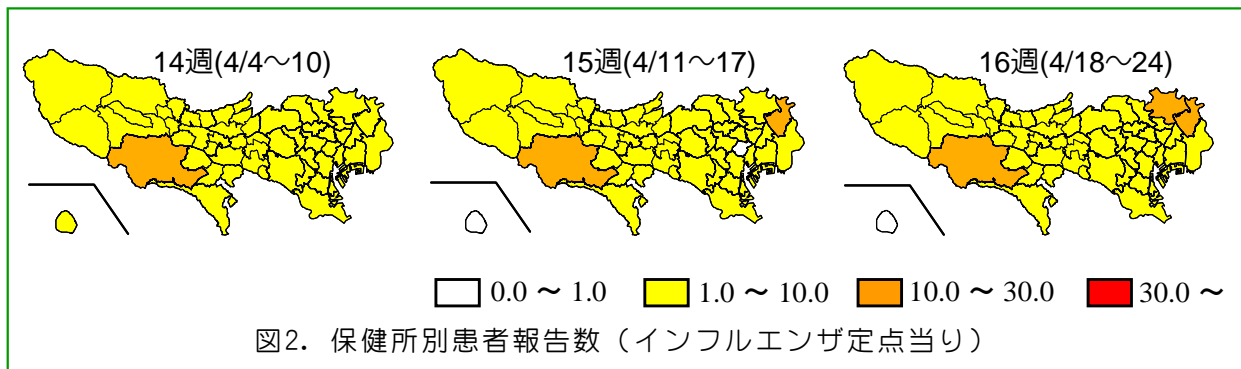 14週(4/4～10)
15週(4/11～17)
16週(4/18～24)
0.0 ～ 1.0
1.0 ～ 10.0
10.0 ～ 30.0
30.0 ～
図2. 保健所別患者報告数（インフルエンザ定点当り）